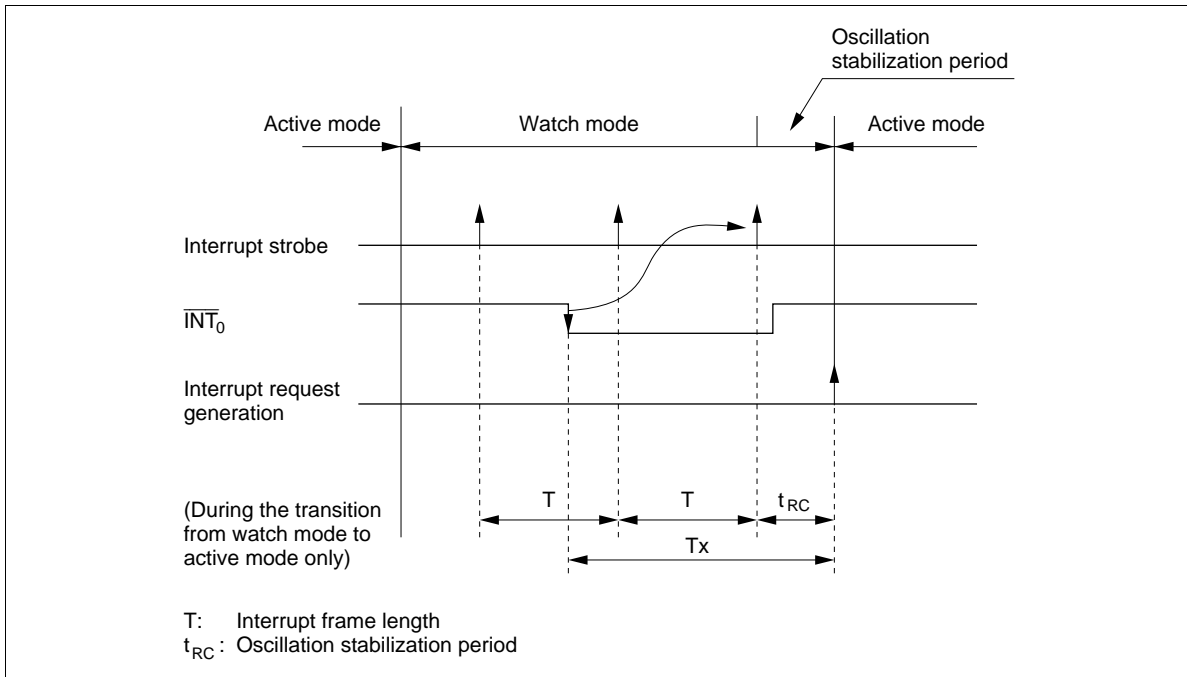 Oscillation
stabilization period
Active mode
Watch mode
Active mode
Interrupt strobe
INT0
Interrupt request
generation
(During the transition
from watch mode to
active mode only)
T
T
tRC
Tx
T: Interrupt frame length
tRC : Oscillation stabilization period